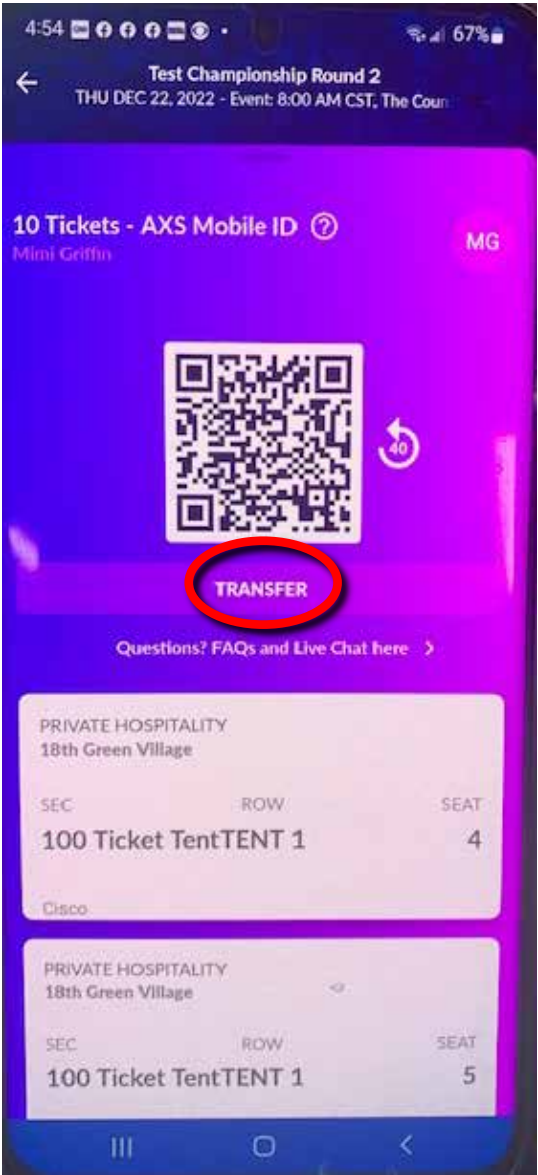 4:54
67%
Test Championship Round 2
THU DEC 22, 2022 - Event: 8:00 AM CST, The Coun
10 Tickets - AXS Mobile ID ?
Mimi Griffin
MG
40
TRANSFER
Questions? FAQs and Live Chat here >
PRIVATE HOSPITALITY
18th Green Village
SEC ROW SEAT
100 Ticket TentTENT 1 4
Cisco
PRIVATE HOSPITALITY
18th Green Village
SEC ROW SEAT
100 Ticket TentTENT 1 5